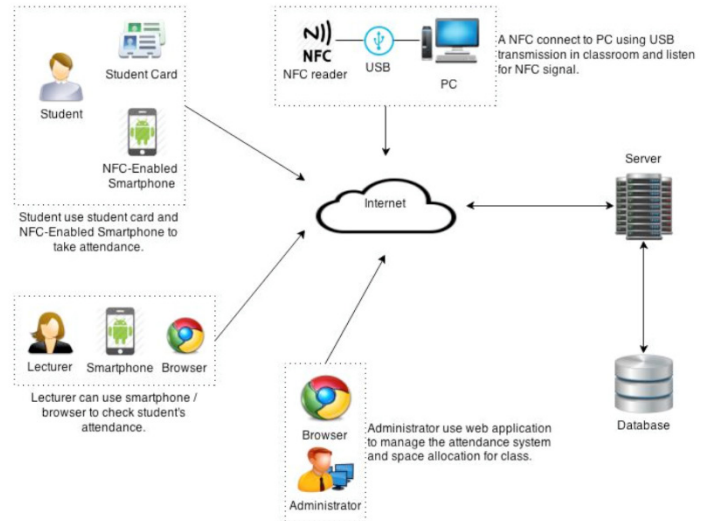 Student Card
Student
NFC-Enabled
Smartphone
Student use student card and
NFC-Enabled Smartphone to
take attendance.
NFC
NFC reader
USB
PC
A NFC connect to PC using USB
transmission in classroom and listen
for NFC signal.
Internet
Server
Database
Lecturer
Smartphone
Browser
Lecturer can use smartphone /
browser to check student's
attendance.
Browser
Administrator
Administrator use web application
to manage the attendance system
and space allocation for class.